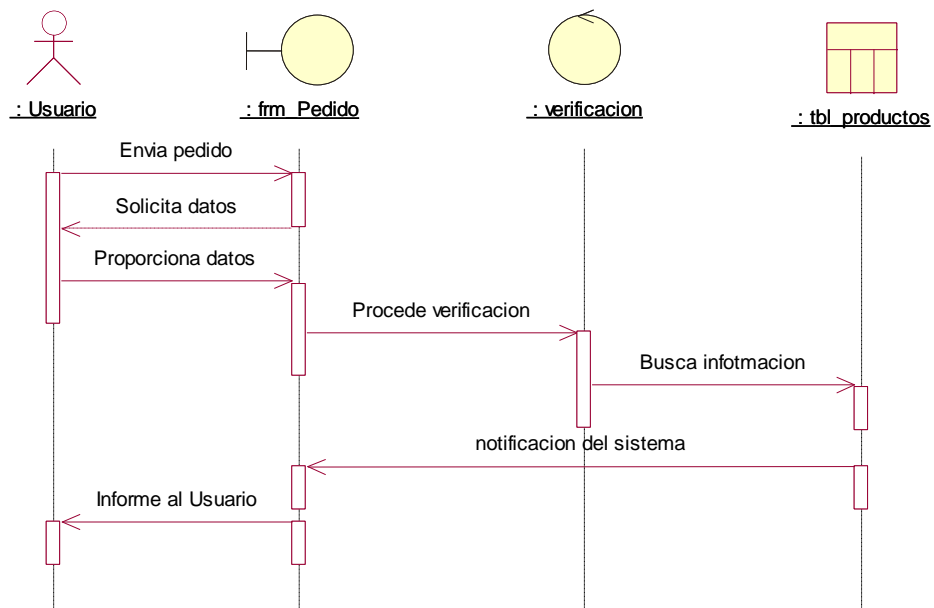 : Usuario
: frm_Pedido
: verificacion
: tbl_productos
Envia pedido
Solicita datos
Proporciona datos
Procede verificacion
Busca infotmacion
notificacion del sistema
Informe al Usuario